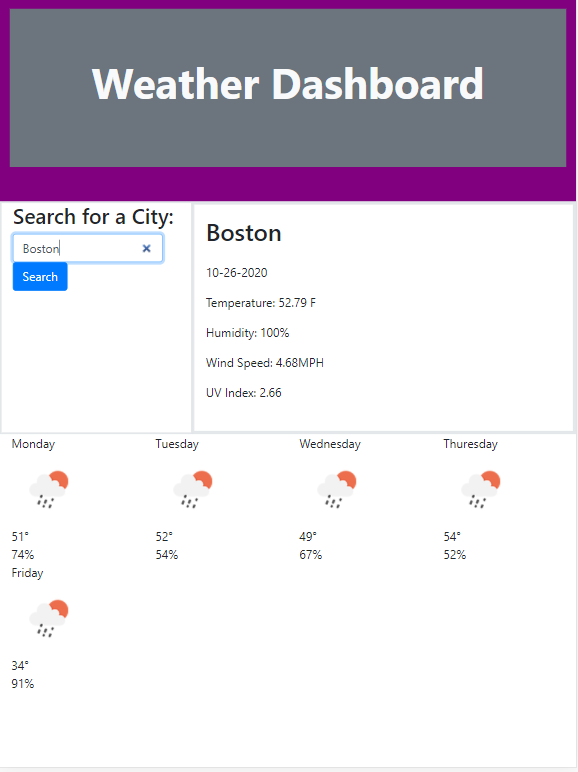 Weather Dashboard
Search for a City:
Boston
Search
Boston
10-26-2020
Temperature: 52.79 F
Humidity: 100%
Wind Speed: 4.68MPH
UV Index: 2.66
Monday
51°
74%
Tuesday
52°
54%
Wednesday
49°
67%
Thuresday
54°
52%
Friday
34°
91%